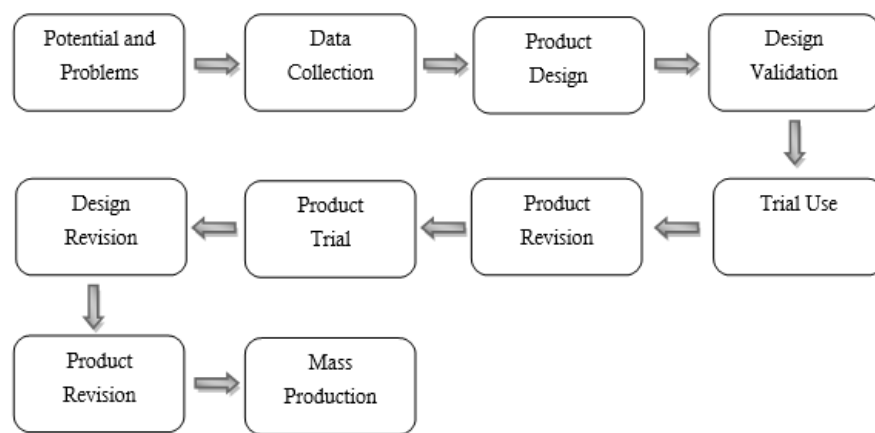 Potential and
Problems
Data
Collection
Product
Design
Design
Validation
Trial Use
Product
Revision
Product
Trial
Design
Revision
Product
Revision
Mass
Production